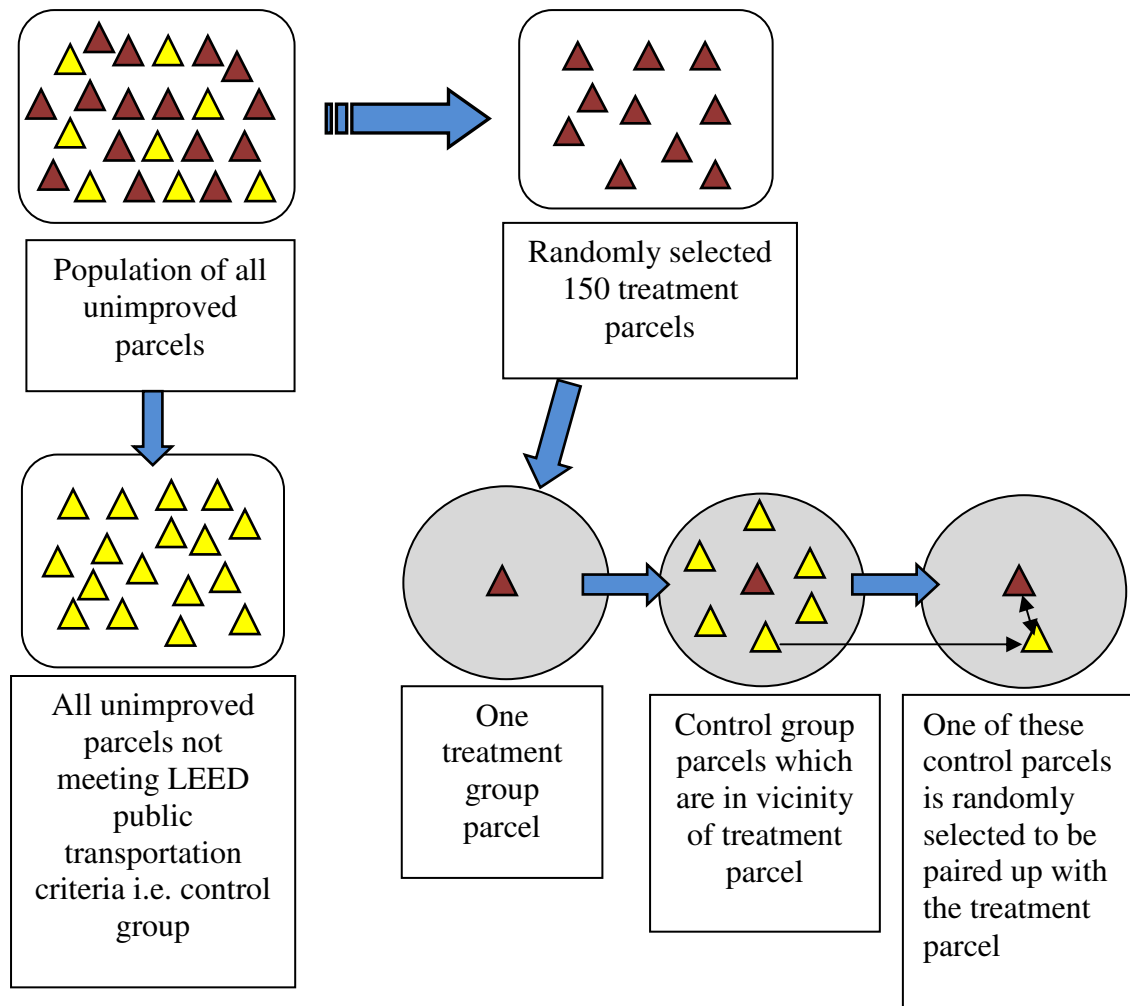 Population of all
unimproved
parcels
Randomly selected
150 treatment
parcels
All unimproved
parcels not
meeting LEED
public
transportation
criteria i.e. control
group
One
treatment
group
parcel
Control group
parcels which
are in vicinity
of treatment
parcel
One of these
control parcels
is randomly
selected to be
paired up with
the treatment
parcel